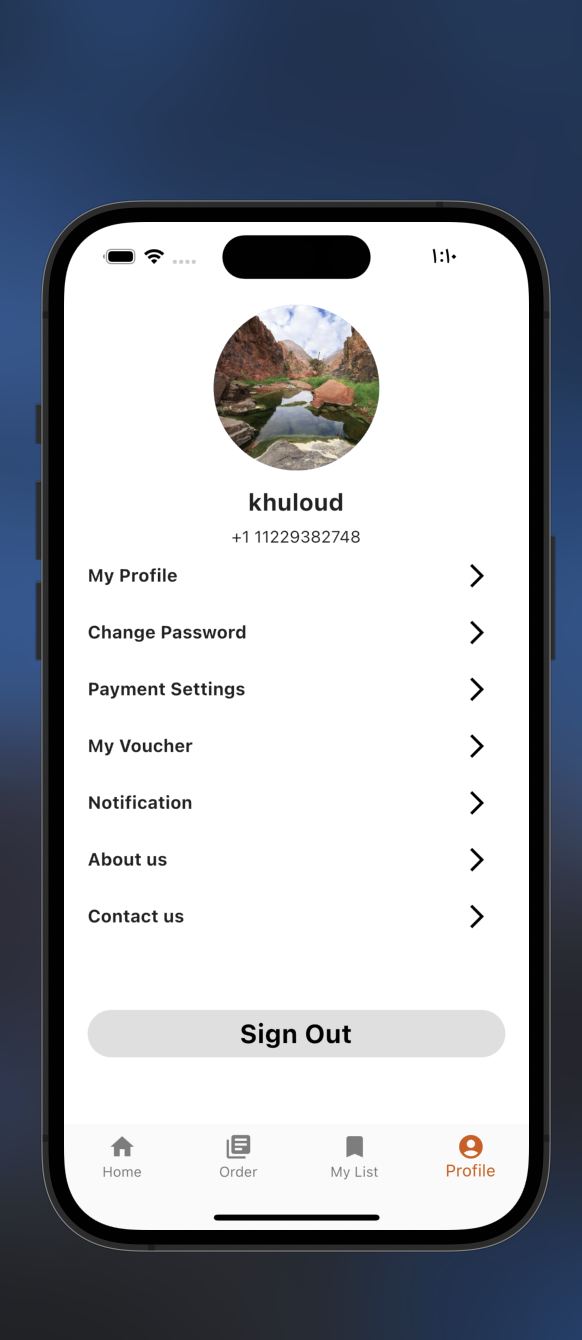 ١:١٠
khuloud
+1 11229382748
My Profile
Change Password
Payment Settings
My Voucher
Notification
About us
Contact us
Sign Out
Home Order My List Profile